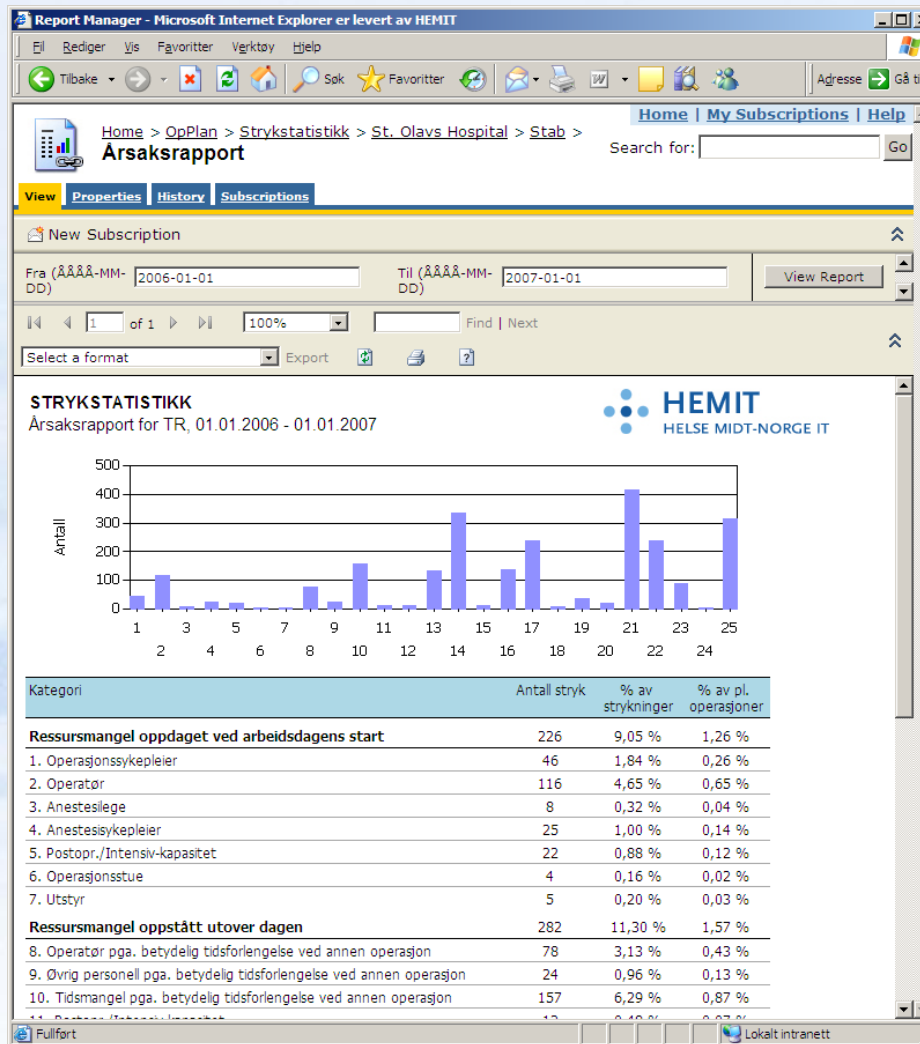 Report Manager - Microsoft Internet Explorer er levert av HEMIT
Fil Rediger Vis Favoritter Verktøy Hjelp
Tilbake Søk Favoritter Adresse Gå ti
Home | My Subscriptions | Help
Home > OpPlan > Strykstatistikk > St. Olavs Hospital > Stab >
Årsaksrapport
Search for: Go
View Properties History Subscriptions
New Subscription
Fra (ÅÅÅÅ-MM-DD) 2006-01-01 Til (ÅÅÅÅ-MM-DD) 2007-01-01 View Report
1 of 1 100% Find | Next
Select a format Export
STRYKSTATISTIKK
Årsaksrapport for TR, 01.01.2006 - 01.01.2007
HEMIT
HELSE MIDT-NORGE IT
500
400
300
200
100
0
Antall
1 3 5 7 9 11 13 15 17 19 21 23 25
2 4 6 8 10 12 14 16 18 20 22 24
Kategori Antall stryk % av strykninger % av pl. operasjoner
Ressursmangel oppdaget ved arbeidsdagens start 226 9,05 % 1,26 %
1. Operasjonssykepleier 46 1,84 % 0,26 %
2. Operatør 116 4,65 % 0,65 %
3. Anestesilege 8 0,32 % 0,04 %
4. Anestesisykepleier 25 1,00 % 0,14 %
5. Postopr./Intensiv-kapasitet 22 0,88 % 0,12 %
6. Operasjonsstue 4 0,16 % 0,02 %
7. Utstyr 5 0,20 % 0,03 %
Ressursmangel oppstått utover dagen 282 11,30 % 1,57 %
8. Operatør pga. betydelig tidsforlengelse ved annen operasjon 78 3,13 % 0,43 %
9. Øvrig personell pga. betydelig tidsforlengelse ved annen operasjon 24 0,96 % 0,13 %
10. Tidsmangel pga. betydelig tidsforlengelse ved annen operasjon 157 6,29 % 0,87 %
Fullført Lokalt intranett